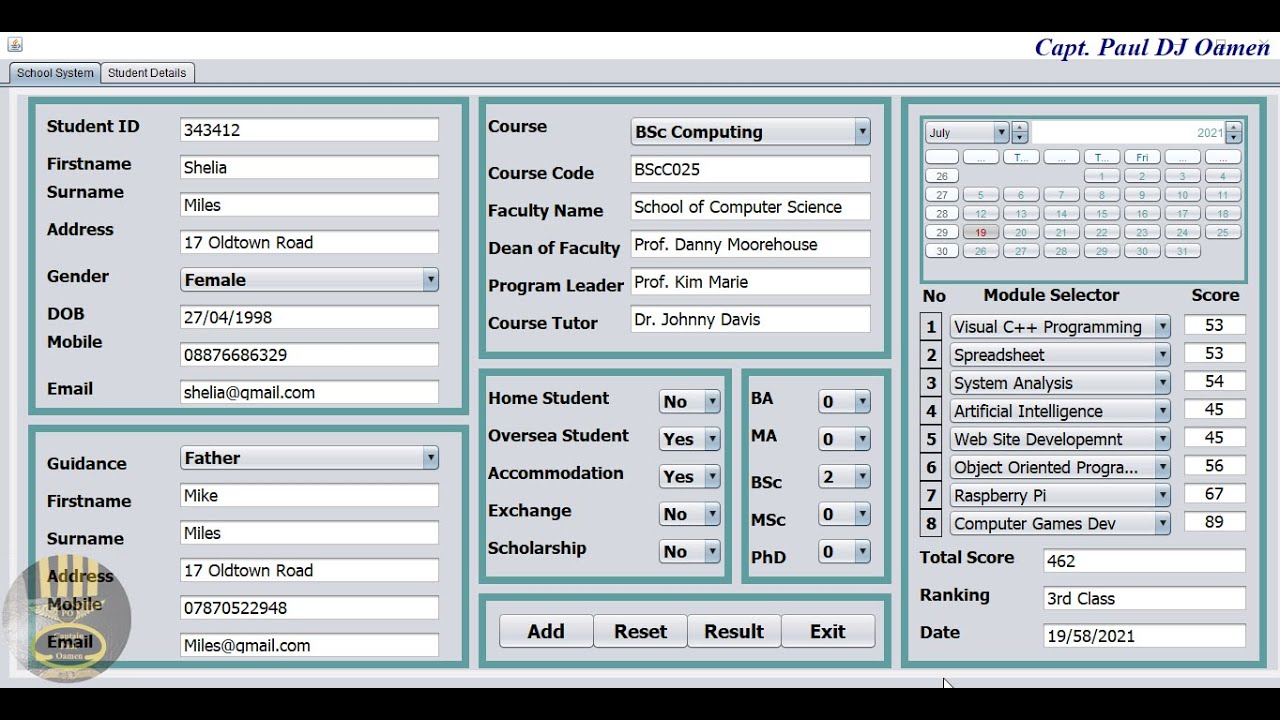 Capt. Paul DJ Oamen
School System
Student Details
Student ID 343412
Firstname Shelia
Surname Miles
Address 17 Oldtown Road
Gender Female
DOB 27/04/1998
Mobile 08876686329
Email shelia@gmail.com
Guidance Father
Firstname Mike
Surname Miles
Address 17 Oldtown Road
Mobile 07870522948
Email Miles@gmail.com
Captain
Oamen
Course BSc Computing
Course Code BScC025
Faculty Name School of Computer Science
Dean of Faculty Prof. Danny Moorehouse
Program Leader Prof. Kim Marie
Course Tutor Dr. Johnny Davis
Home Student No
Oversea Student Yes
Accommodation Yes
Exchange No
Scholarship No
BA 0
MA 0
BSc 2
MSc 0
PhD 0
Add Reset Result Exit
July 2021
... T... ... T... Fri ... ...
26 1 2 3 4
27 5 6 7 8 9 10 11
28 12 13 14 15 16 17 18
29 19 20 21 22 23 24 25
30 26 27 28 29 30 31
No Module Selector Score
1 Visual C++ Programming 53
2 Spreadsheet 53
3 System Analysis 54
4 Artificial Intelligence 45
5 Web Site Developemnt 45
6 Object Oriented Progra... 56
7 Raspberry Pi 67
8 Computer Games Dev 89
Total Score 462
Ranking 3rd Class
Date 19/58/2021